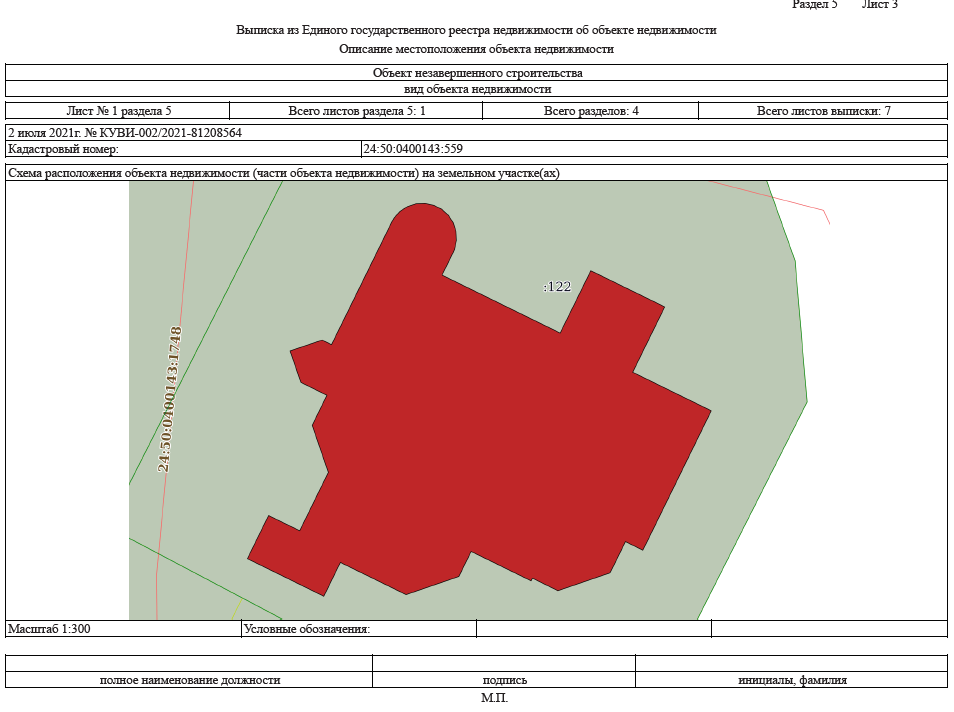 Раздел 5 Лист 3
Выписка из Единого государственного реестра недвижимости об объекте недвижимости
Описание местоположения объекта недвижимости
Объект незавершенного строительства
вид объекта недвижимости
Лист № 1 раздела 5 Всего листов раздела 5: 1 Всего разделов: 4 Всего листов выписки: 7
2 июля 2021г. № КУВИ-002/2021-81208564
Кадастровый номер: 24:50:0400143:559
Схема расположения объекта недвижимости (части объекта недвижимости) на земельном участке(ах)
:122
24:50:0400143:1748
Масштаб 1:300 Условные обозначения:
полное наименование должности подпись инициалы, фамилия
М.П.